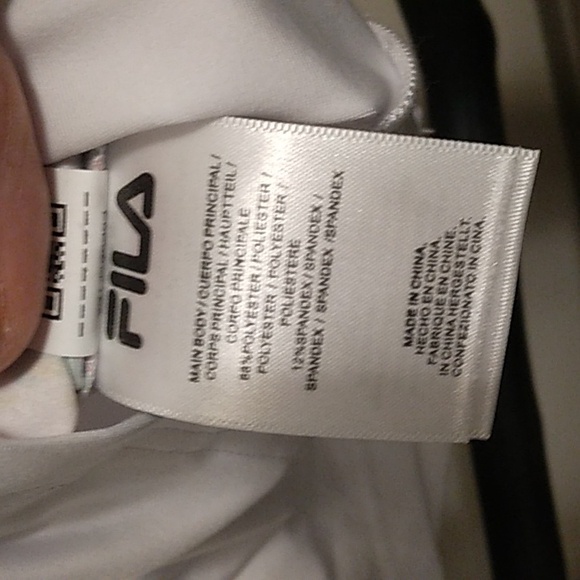 FILA
MAIN BODY / CUERPO PRINCIPAL /
CORPS PRINCIPAL / HAUPTTEIL /
CORPO PRINCIPALE
88%POLYESTER / POLIESTER /
POLYESTER / POLYESTER /
POLIESTERE
12%SPANDEX / SPANDEX /
SPANDEX / SPANDEX /SPANDEX
MADE IN CHINA.
HECHO EN CHINA.
FABRIQUE EN CHINE.
IN CHINA HERGESTELLT.
CONFEZIONATO IN CINA.